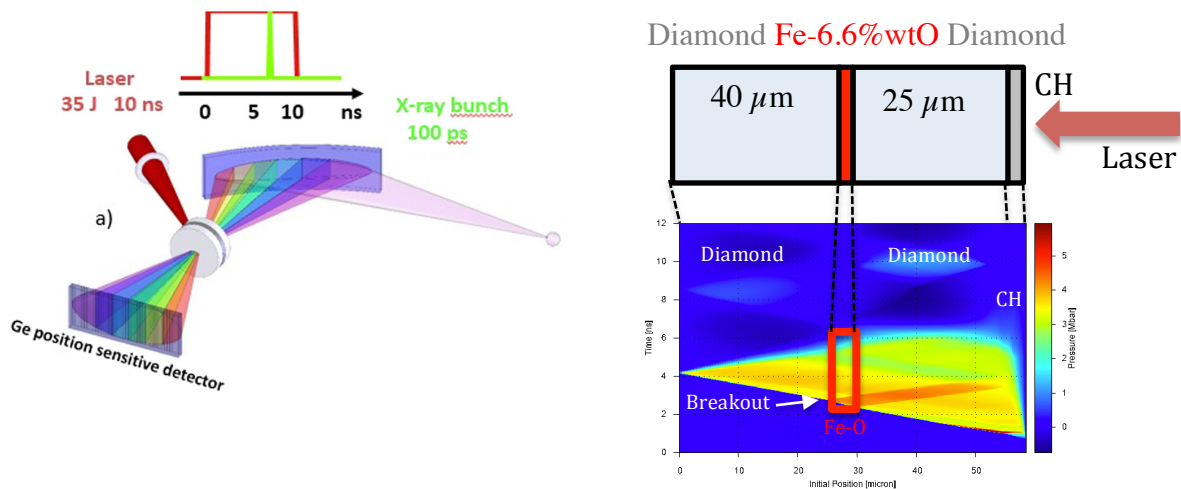 Laser
35 J 10 ns
0 5 10 ns
X-ray bunch
100 ps
a)
Ge position sensitive detector
Diamond Fe-6.6%wtO Diamond
40 µm
25 µm
CH
Laser
12
10
8
6
4
2
0
Time [ns]
Diamond
Diamond
CH
Breakout
Fe-O
0 10 20 30 40 50
Initial Position [micron]
5
4
3
2
1
0
Pressure [Mbar]